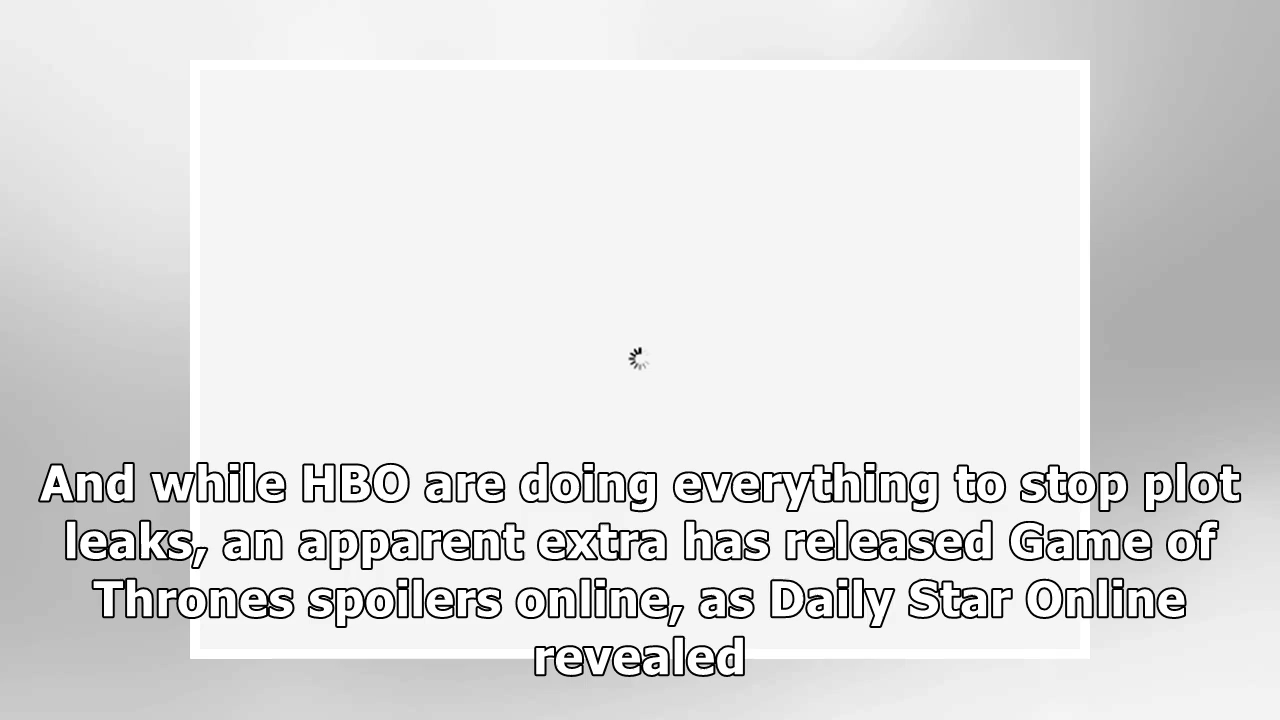 And while HBO are doing everything to stop plot
leaks, an apparent extra has released Game of
Thrones spoilers online, as Daily Star Online
revealed